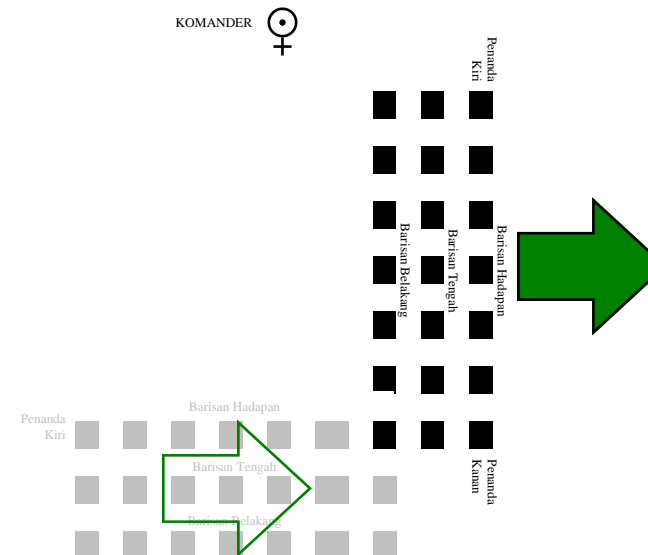 KOMANDER
Penanda
Kiri
Barisan Belakang
Barisan Tengah
Barisan Hadapan
Barisan Hadapan
Penanda
Kiri
Barisan Tengah
Barisan Belakang
Penanda
Kanan